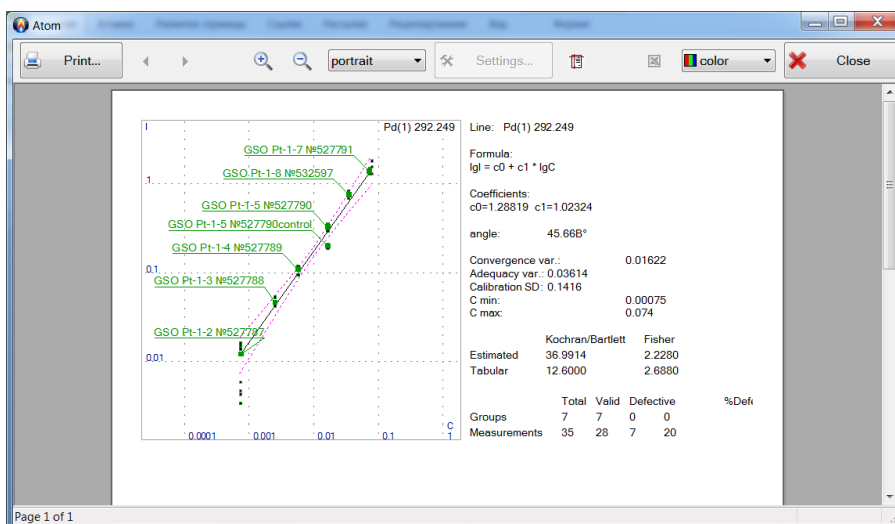 Atom
Print...
portrait
Settings...
color
Close
I
Pd(1) 292.249
GSO Pt-1-7 №527791
GSO Pt-1-8 №532597
1
GSO Pt-1-5 №527790
GSO Pt-1-5 №527790control
GSO Pt-1-4 №527789
0.1
GSO Pt-1-3 №527788
GSO Pt-1-2 №527787
0.01
C
0.0001 0.001 0.01 0.1 1
Line: Pd(1) 292.249
Formula:
lgI = c0 + c1 * lgC
Coefficients:
c0=1.28819 c1=1.02324
angle: 45.66В°
Convergence var.: 0.01622
Adequacy var.: 0.03614
Calibration SD: 0.1416
C min: 0.00075
C max: 0.074
Kochran/Bartlett Fisher
Estimated 36.9914 2.2280
Tabular 12.6000 2.6880
Total Valid Defective %Defe
Groups 7 7 0 0
Measurements 35 28 7 20
Page 1 of 1